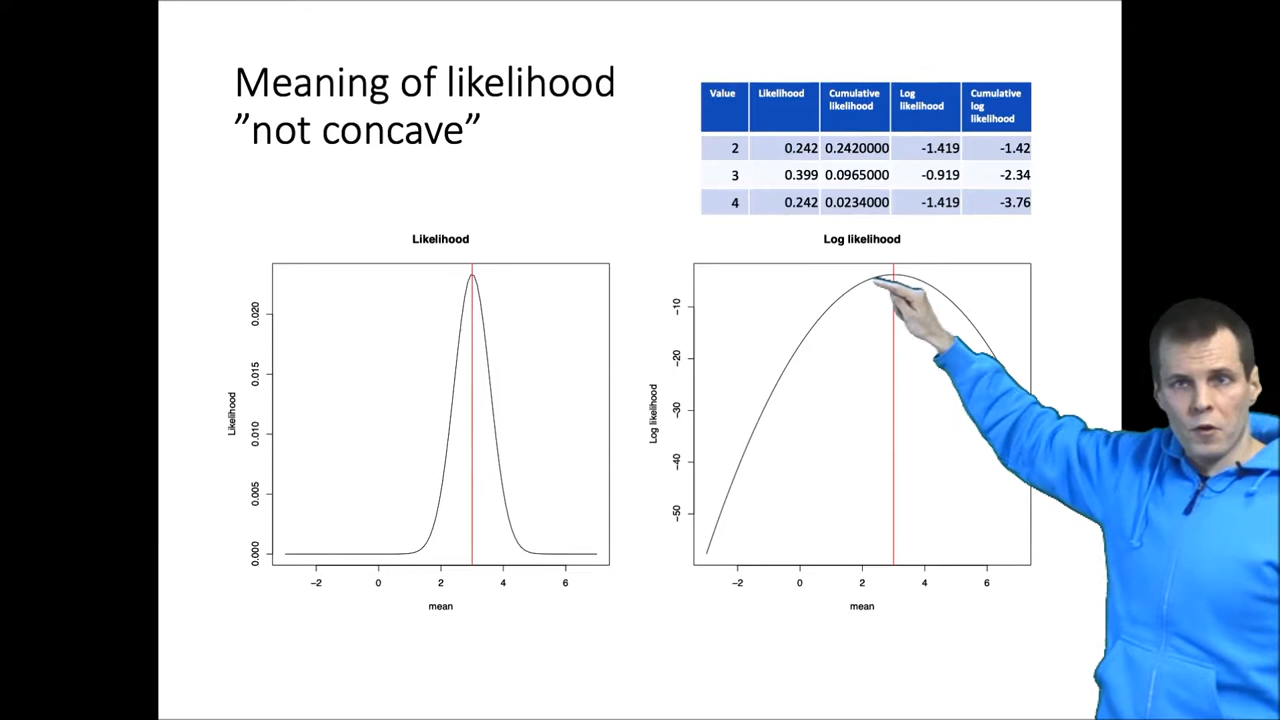 Meaning of likelihood
”not concave”
Value Likelihood Cumulative likelihood Log likelihood Cumulative log likelihood
2 0.242 0.2420000 -1.419 -1.42
3 0.399 0.0965000 -0.919 -2.34
4 0.242 0.0234000 -1.419 -3.76
Likelihood
0.020
0.015
0.010
0.005
0.000
Likelihood
−2 0 2 4 6
mean
Log likelihood
−10
−20
−30
−40
−50
Log likelihood
−2 0 2 4 6
mean